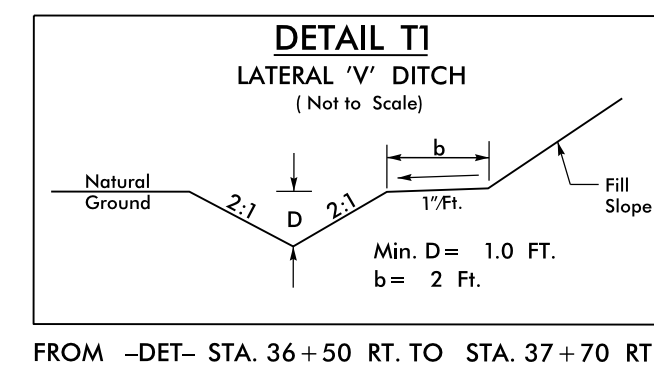 DETAIL T1
LATERAL 'V' DITCH
( Not to Scale)
b
Natural
Ground
2:1
D
2:1
1"/Ft.
Fill
Slope
Min. D = 1.0 FT.
b = 2 Ft.
FROM -DET- STA. 36+50 RT. TO STA. 37+70 RT